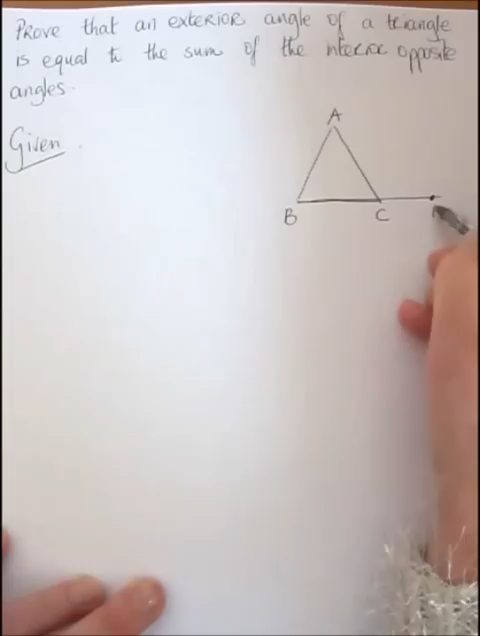 Prove that an exterior angle of a triangle
is equal to the sum of the interior opposite
angles.
Given
A
B
C